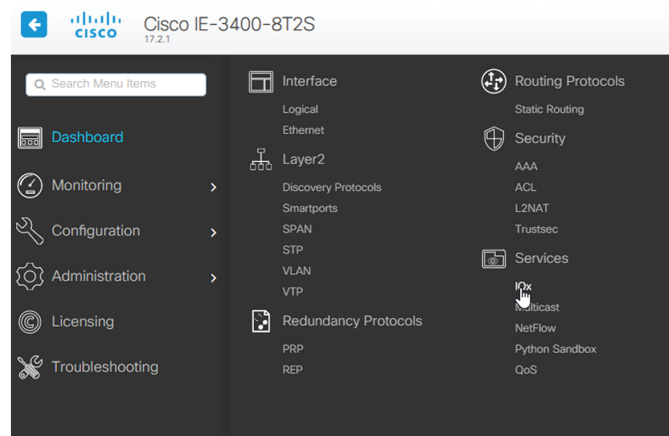 CISCO
Cisco IE-3400-8T2S
17.2.1
Search Menu Items
Dashboard
Monitoring
Configuration
Administration
Licensing
Troubleshooting
Interface
Logical
Ethernet
Layer2
Discovery Protocols
Smartports
SPAN
STP
VLAN
VTP
Redundancy Protocols
PRP
REP
Routing Protocols
Static Routing
Security
AAA
ACL
L2NAT
Trustsec
Services
IOx
Multicast
NetFlow
Python Sandbox
QoS